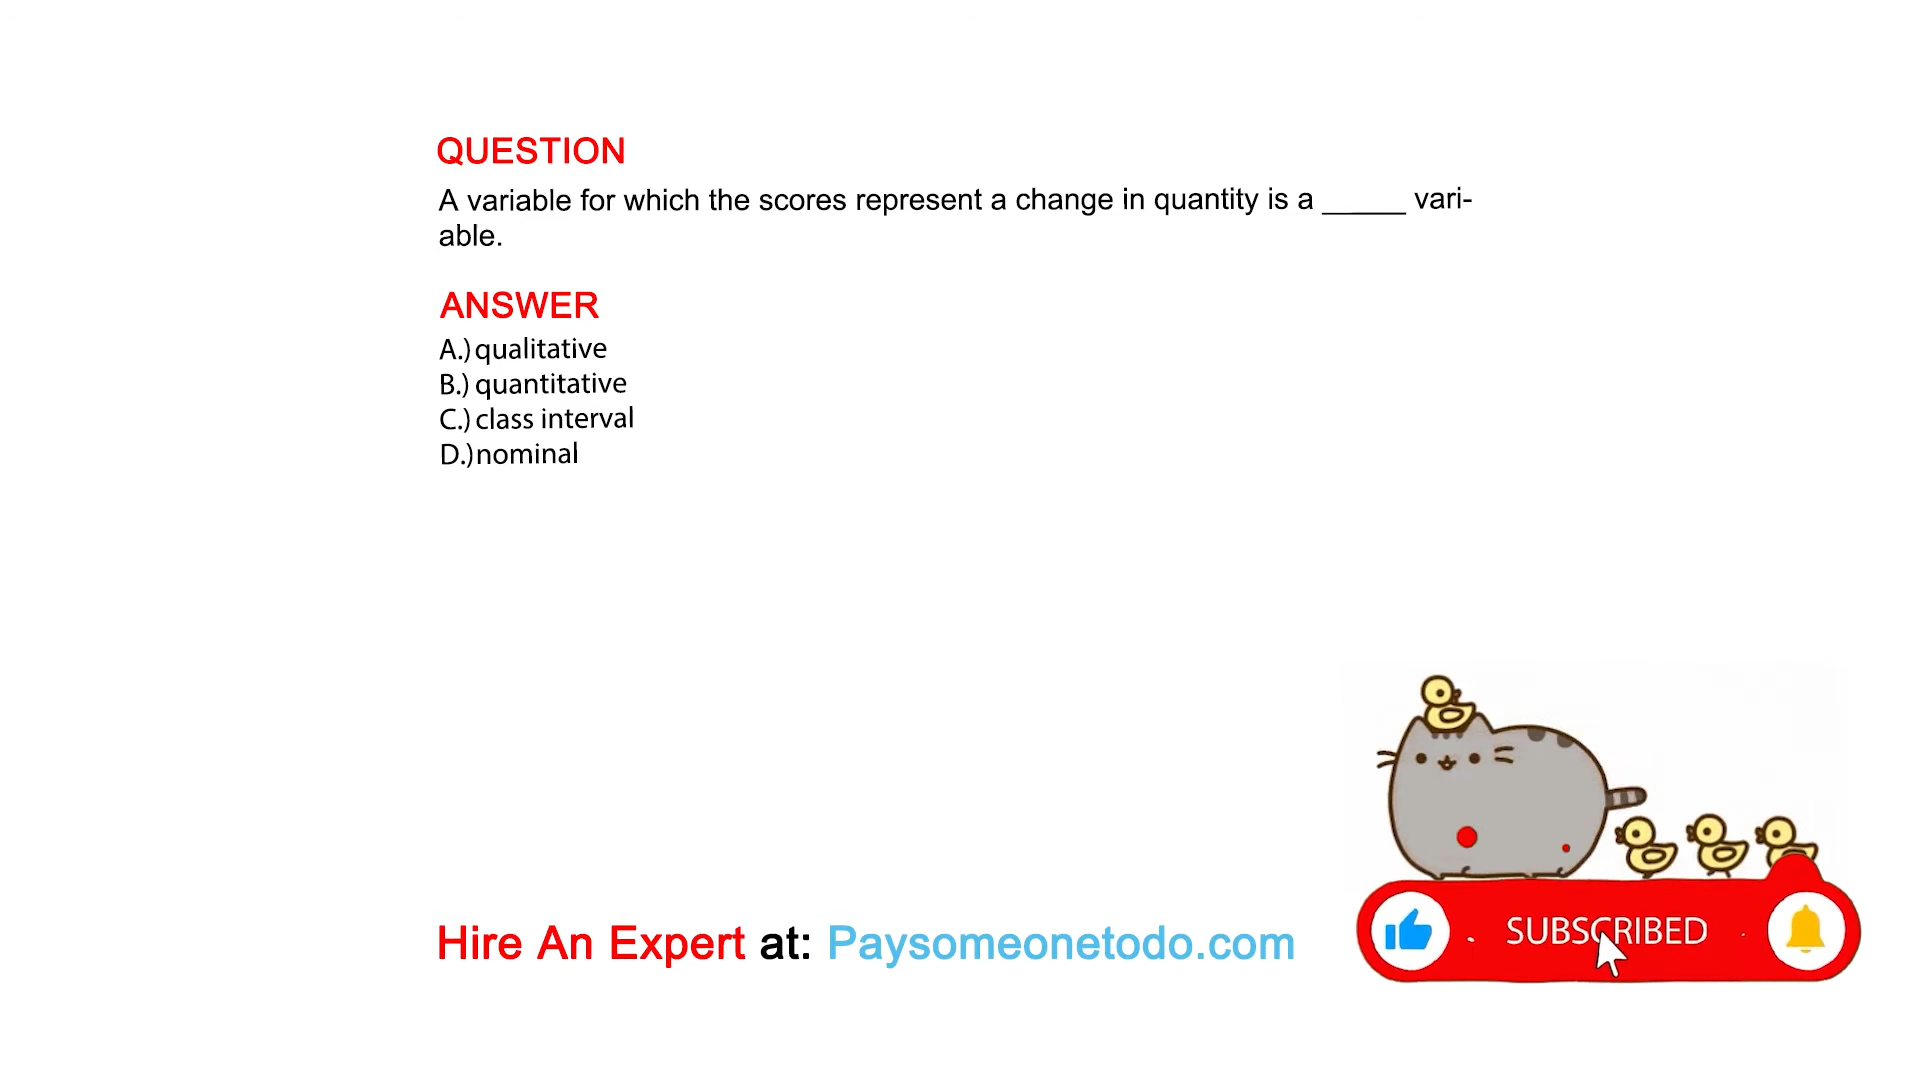 QUESTION
A variable for which the scores represent a change in quantity is a _____ vari-
able.
ANSWER
A.) qualitative
B.) quantitative
C.) class interval
D.) nominal
Hire An Expert at: Paysomeonetodo.com
SUBSCRIBED